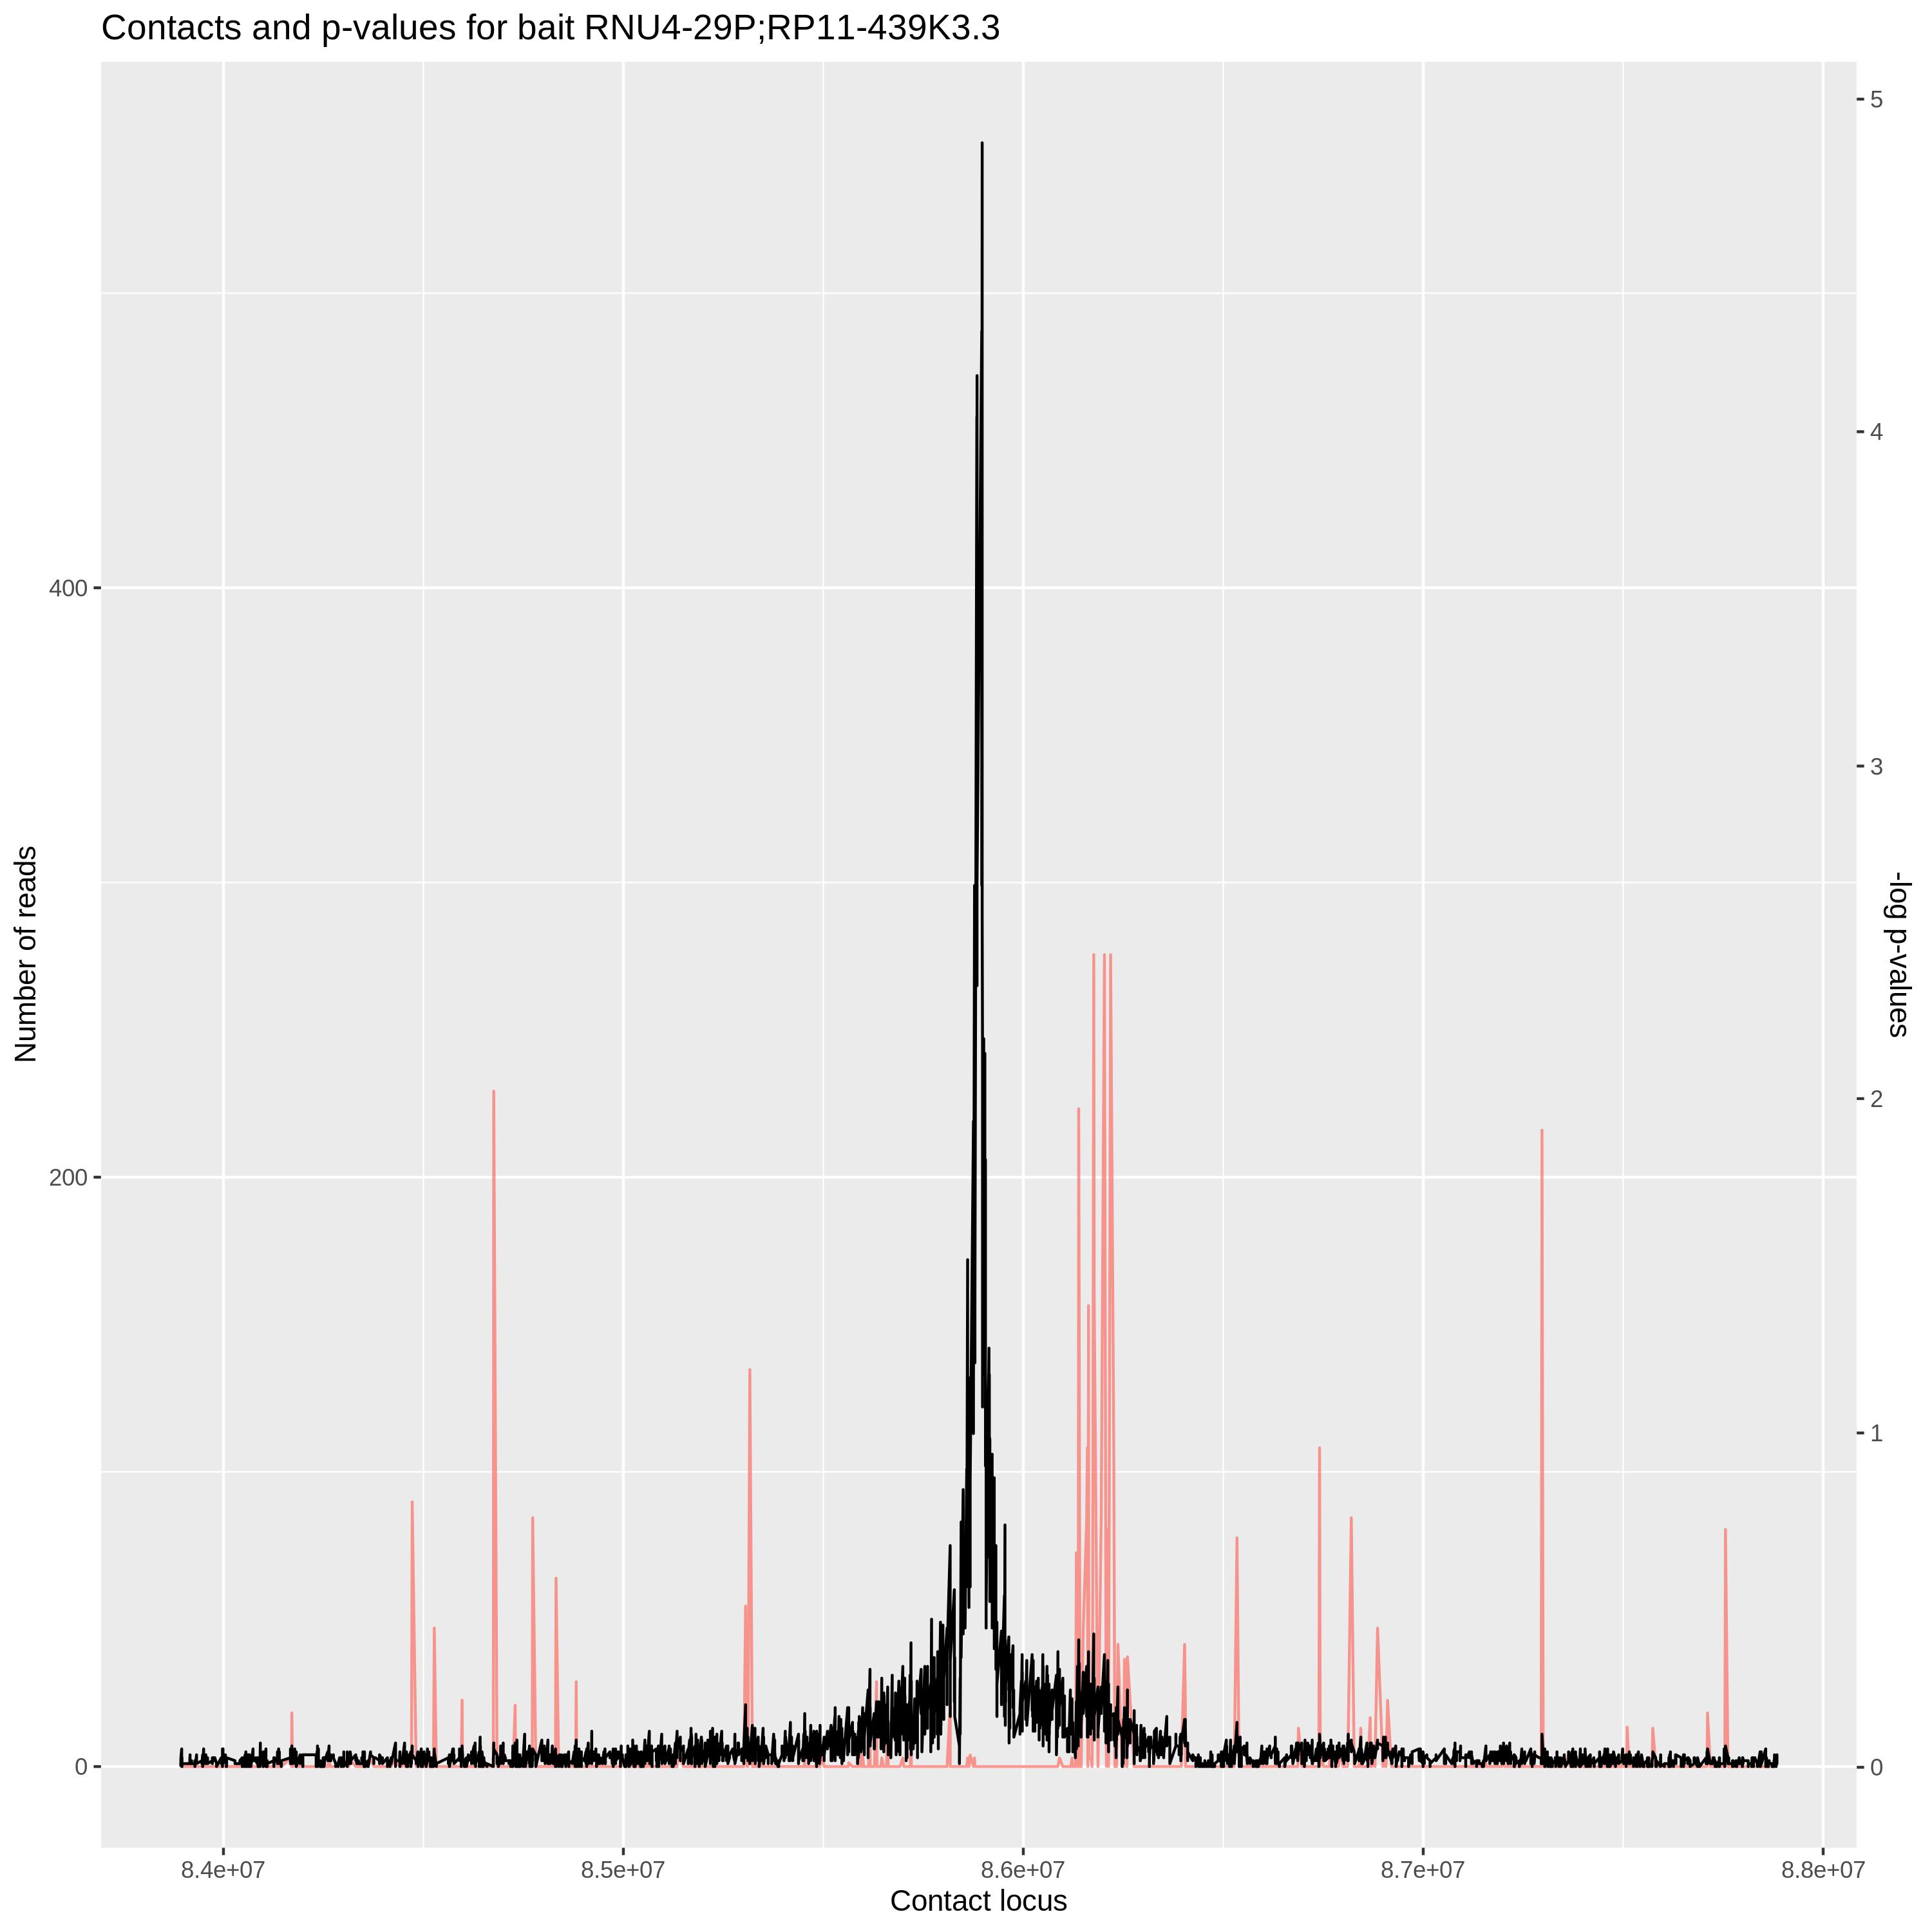 Contacts and p-values for bait RNU4-29P;RP11-439K3.3
5
4
400
3
Number of reads
-log p-values
2
200
1
0
0
8.4e+07 8.5e+07 8.6e+07 8.7e+07 8.8e+07
Contact locus